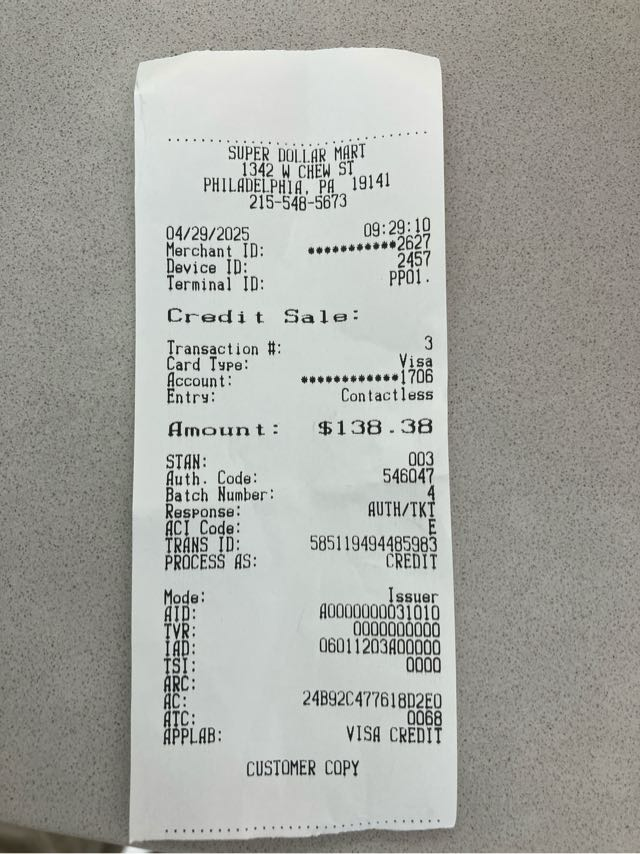 SUPER DOLLAR MART
1342 W CHEW ST
PHILADELPHIA, PA 19141
215-548-5673
04/29/2025 09:29:10
Merchant ID: ***********2627
Device ID: 2457
Terminal ID: PP01.
Credit Sale:
Transaction #: 3
Card Type: Visa
Account: ************1706
Entry: Contactless
Amount: $138.38
STAN: 003
Auth. Code: 546047
Batch Number: 4
Response: AUTH/TKT
ACI Code: E
TRANS ID: 585119494485983
PROCESS AS: CREDIT
Mode: Issuer
AID: A0000000031010
TVR: 0000000000
IAD: 06011203A00000
TSI: 0000
ARC:
AC: 24B92C477618D2E0
ATC: 0068
APPLAB: VISA CREDIT
CUSTOMER COPY